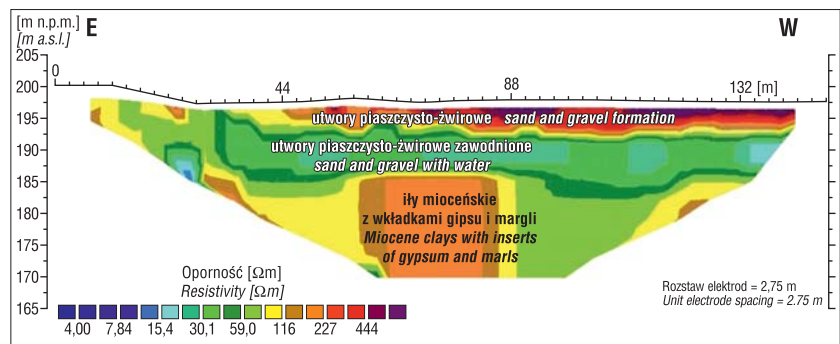 [m n.p.m.]
[m a.s.l.]
E
W
205
200
195
190
185
180
175
170
165
0
44
88
132 [m]
utwory piaszczysto-żwirowe sand and gravel formation
utwory piaszczysto-żwirowe zawodnione
sand and gravel with water
iły mioceńskie
z wkładkami gipsu i margli
Miocene clays with inserts
of gypsum and marls
Oporność [Ωm]
Resistivity [Ωm]
4,00 7,84 15,4 30,1 59,0 116 227 444
Rozstaw elektrod = 2,75 m
Unit electrode spacing = 2.75 m